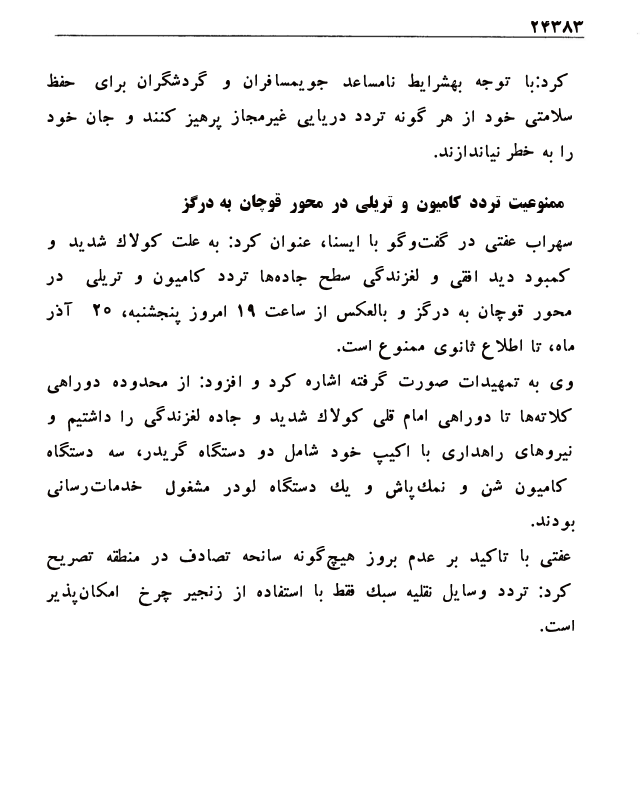 ۲۴۳۸۳
کرد:با توجه بهشرایط نامساعد جویمسافران و گردشگران برای حفظ
سلامتی خود از هر گونه تردد دریایی غیرمجاز پرهیز کنند و جان خود
را به خطر نیاندازند.
ممنوعیت تردد کامیون و تریلی در محور قوچان به درگز
سهراب عفتی در گفت‌وگو با ایسنا، عنوان کرد: به علت کولاك شدید و
کمبود دید افقی و لغزندگی سطح جاده‌ها تردد کامیون و تریلی در
محور قوچان به درگز و بالعکس از ساعت ۱۹ امروز پنجشنبه، ۲۰ آذر
ماه، تا اطلاع ثانوی ممنوع است.
وی به تمهیدات صورت گرفته اشاره کرد و افزود: از محدوده دوراهی
کلاته‌ها تا دوراهی امام قلی کولاك شدید و جاده لغزندگی را داشتیم و
نیروهای راهداری با اکیپ خود شامل دو دستگاه گریدر، سه دستگاه
کامیون شن و نمك‌پاش و یك دستگاه لودر مشغول خدمات‌رسانی
بودند.
عفتی با تاکید بر عدم بروز هیچ‌گونه سانحه تصادف در منطقه تصریح
کرد: تردد وسایل نقلیه سبك فقط با استفاده از زنجیر چرخ امکان‌پذیر
است.